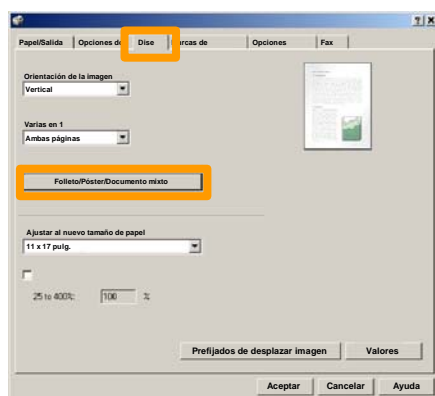 Papel/Salida Opciones de Dise Marcas de Opciones Fax
Orientación de la imagen
Vertical
Varias en 1
Ambas páginas
Folleto/Póster/Documento mixto
Ajustar al nuevo tamaño de papel
11 x 17 pulg.
25 to 400%: 100 %
Prefijados de desplazar imagen Valores
Aceptar Cancelar Ayuda